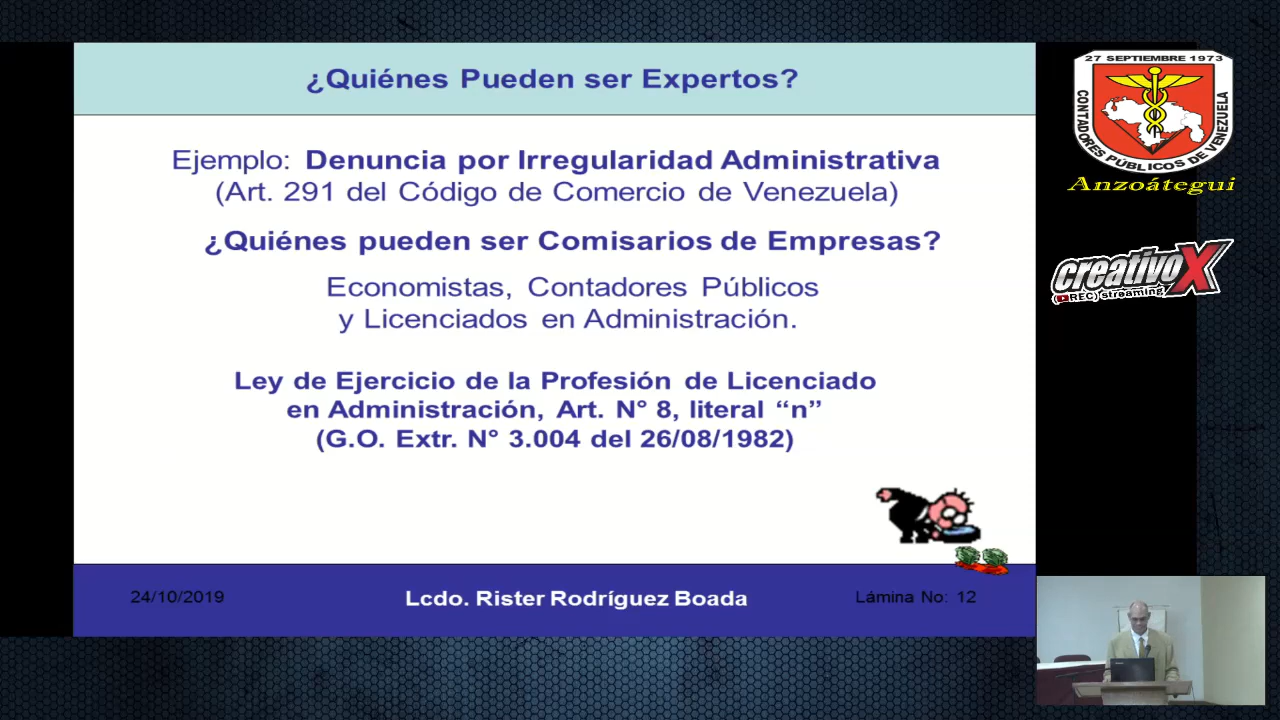 ¿Quiénes Pueden ser Expertos?
Ejemplo: Denuncia por Irregularidad Administrativa
(Art. 291 del Código de Comercio de Venezuela)
¿Quiénes pueden ser Comisarios de Empresas?
Economistas, Contadores Públicos
y Licenciados en Administración.
Ley de Ejercicio de la Profesión de Licenciado
en Administración, Art. N° 8, literal “n”
(G.O. Extr. N° 3.004 del 26/08/1982)
24/10/2019
Lcdo. Rister Rodríguez Boada
Lámina No: 12
27 SEPTIEMBRE 1973
CONTADORES PÚBLICOS DE VENEZUELA
Anzoátegui
creativoX
(REC) streaming